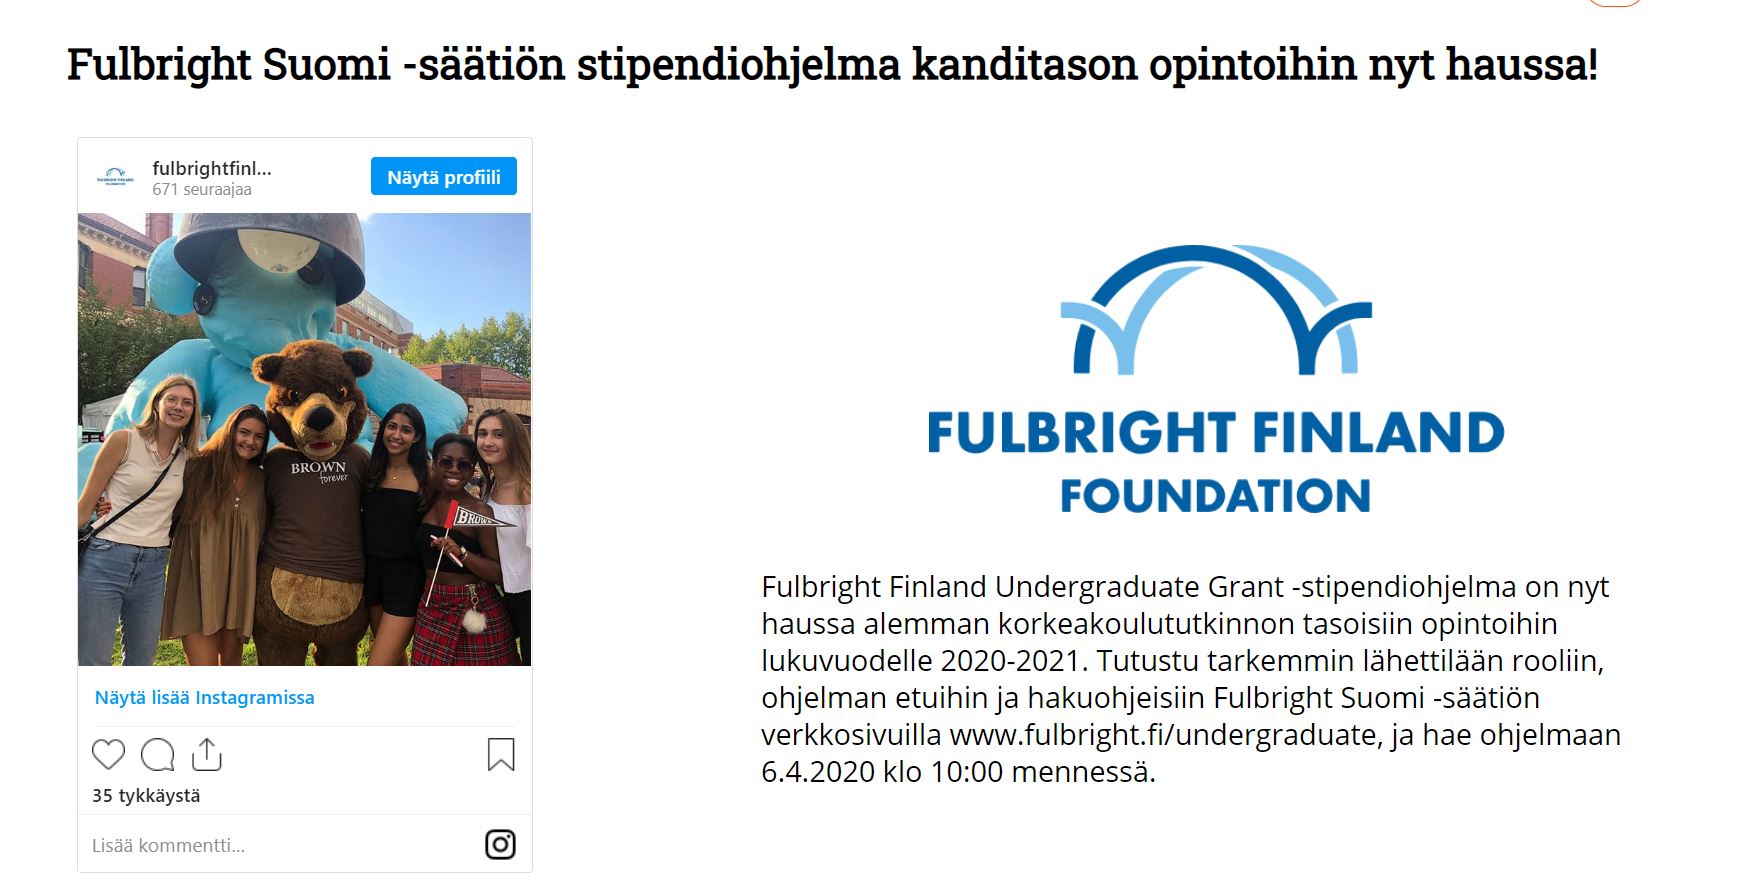 Fulbright Suomi -säätiön stipendiohjelma kanditason opintoihin nyt haussa!
FULBRIGHT FINLAND
FOUNDATION
fulbrightfinl...
671 seuraajaa
Näytä profiili
BROWN
forever
BROWN
Näytä lisää Instagramissa
35 tykkäystä
Lisää kommentti...
FULBRIGHT FINLAND
FOUNDATION
Fulbright Finland Undergraduate Grant -stipendiohjelma on nyt
haussa alemman korkeakoulututkinnon tasoisiin opintoihin
lukuvuodelle 2020-2021. Tutustu tarkemmin lähettilään rooliin,
ohjelman etuihin ja hakuohjeisiin Fulbright Suomi -säätiön
verkkosivuilla www.fulbright.fi/undergraduate, ja hae ohjelmaan
6.4.2020 klo 10:00 mennessä.